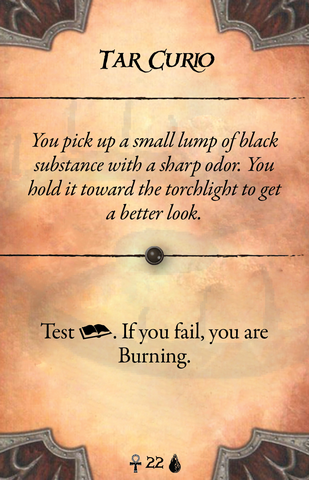 Tar Curio
You pick up a small lump of black
substance with a sharp odor. You
hold it toward the torchlight to get
a better look.
Test . If you fail, you are
Burning.
22